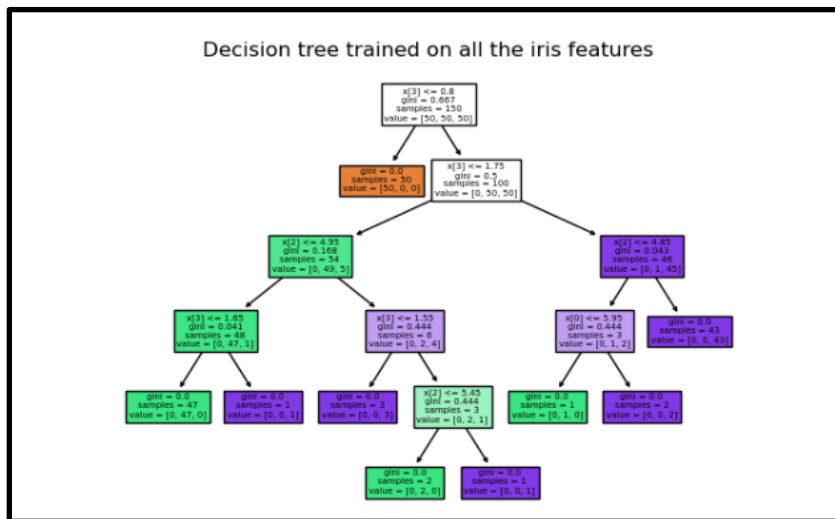 Decision tree trained on all the iris features
x[3] <= 0.8
gini = 0.667
samples = 150
value = [50, 50, 50]
gini = 0.0
samples = 50
value = [50, 0, 0]
x[3] <= 1.75
gini = 0.5
samples = 100
value = [0, 50, 50]
x[2] <= 4.95
gini = 0.168
samples = 54
value = [0, 49, 5]
x[2] <= 4.85
gini = 0.043
samples = 46
value = [0, 1, 45]
x[3] <= 1.65
gini = 0.041
samples = 48
value = [0, 47, 1]
x[3] <= 1.55
gini = 0.444
samples = 6
value = [0, 2, 4]
x[0] <= 5.95
gini = 0.444
samples = 3
value = [0, 1, 2]
gini = 0.0
samples = 43
value = [0, 0, 43]
gini = 0.0
samples = 47
value = [0, 47, 0]
gini = 0.0
samples = 1
value = [0, 0, 1]
gini = 0.0
samples = 3
value = [0, 0, 3]
x[2] <= 5.45
gini = 0.444
samples = 3
value = [0, 2, 1]
gini = 0.0
samples = 1
value = [0, 1, 0]
gini = 0.0
samples = 2
value = [0, 0, 2]
gini = 0.0
samples = 2
value = [0, 2, 0]
gini = 0.0
samples = 1
value = [0, 0, 1]